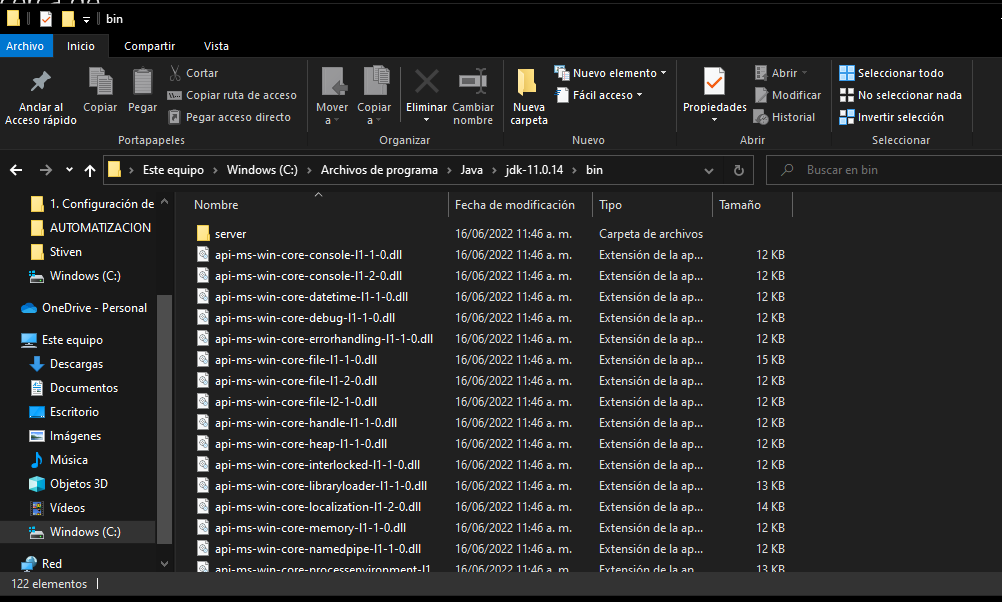 bin
Archivo Inicio Compartir Vista
Anclar al Acceso rápido
Copiar
Pegar
Cortar
Copiar ruta de acceso
Pegar acceso directo
Portapapeles
Mover a
Copiar a
Eliminar
Cambiar nombre
Organizar
Nueva carpeta
Nuevo elemento
Fácil acceso
Nuevo
Propiedades
Abrir
Modificar
Historial
Abrir
Seleccionar todo
No seleccionar nada
Invertir selección
Seleccionar
Este equipo > Windows (C:) > Archivos de programa > Java > jdk-11.0.14 > bin
Buscar en bin
1. Configuración de
AUTOMATIZACION
Stiven
Windows (C:)
OneDrive - Personal
Este equipo
Descargas
Documentos
Escritorio
Imágenes
Música
Objetos 3D
Vídeos
Windows (C:)
Red
Nombre Fecha de modificación Tipo Tamaño
server 16/06/2022 11:46 a. m. Carpeta de archivos
api-ms-win-core-console-l1-1-0.dll 16/06/2022 11:46 a. m. Extensión de la ap... 12 KB
api-ms-win-core-console-l1-2-0.dll 16/06/2022 11:46 a. m. Extensión de la ap... 12 KB
api-ms-win-core-datetime-l1-1-0.dll 16/06/2022 11:46 a. m. Extensión de la ap... 12 KB
api-ms-win-core-debug-l1-1-0.dll 16/06/2022 11:46 a. m. Extensión de la ap... 12 KB
api-ms-win-core-errorhandling-l1-1-0.dll 16/06/2022 11:46 a. m. Extensión de la ap... 12 KB
api-ms-win-core-file-l1-1-0.dll 16/06/2022 11:46 a. m. Extensión de la ap... 15 KB
api-ms-win-core-file-l1-2-0.dll 16/06/2022 11:46 a. m. Extensión de la ap... 12 KB
api-ms-win-core-file-l2-1-0.dll 16/06/2022 11:46 a. m. Extensión de la ap... 12 KB
api-ms-win-core-handle-l1-1-0.dll 16/06/2022 11:46 a. m. Extensión de la ap... 12 KB
api-ms-win-core-heap-l1-1-0.dll 16/06/2022 11:46 a. m. Extensión de la ap... 12 KB
api-ms-win-core-interlocked-l1-1-0.dll 16/06/2022 11:46 a. m. Extensión de la ap... 12 KB
api-ms-win-core-libraryloader-l1-1-0.dll 16/06/2022 11:46 a. m. Extensión de la ap... 13 KB
api-ms-win-core-localization-l1-2-0.dll 16/06/2022 11:46 a. m. Extensión de la ap... 14 KB
api-ms-win-core-memory-l1-1-0.dll 16/06/2022 11:46 a. m. Extensión de la ap... 12 KB
api-ms-win-core-namedpipe-l1-1-0.dll 16/06/2022 11:46 a. m. Extensión de la ap... 12 KB
api-ms-win-core-processenvironment-l1 16/06/2022 11:46 a. m. Extensión de la ap 13 KB
122 elementos